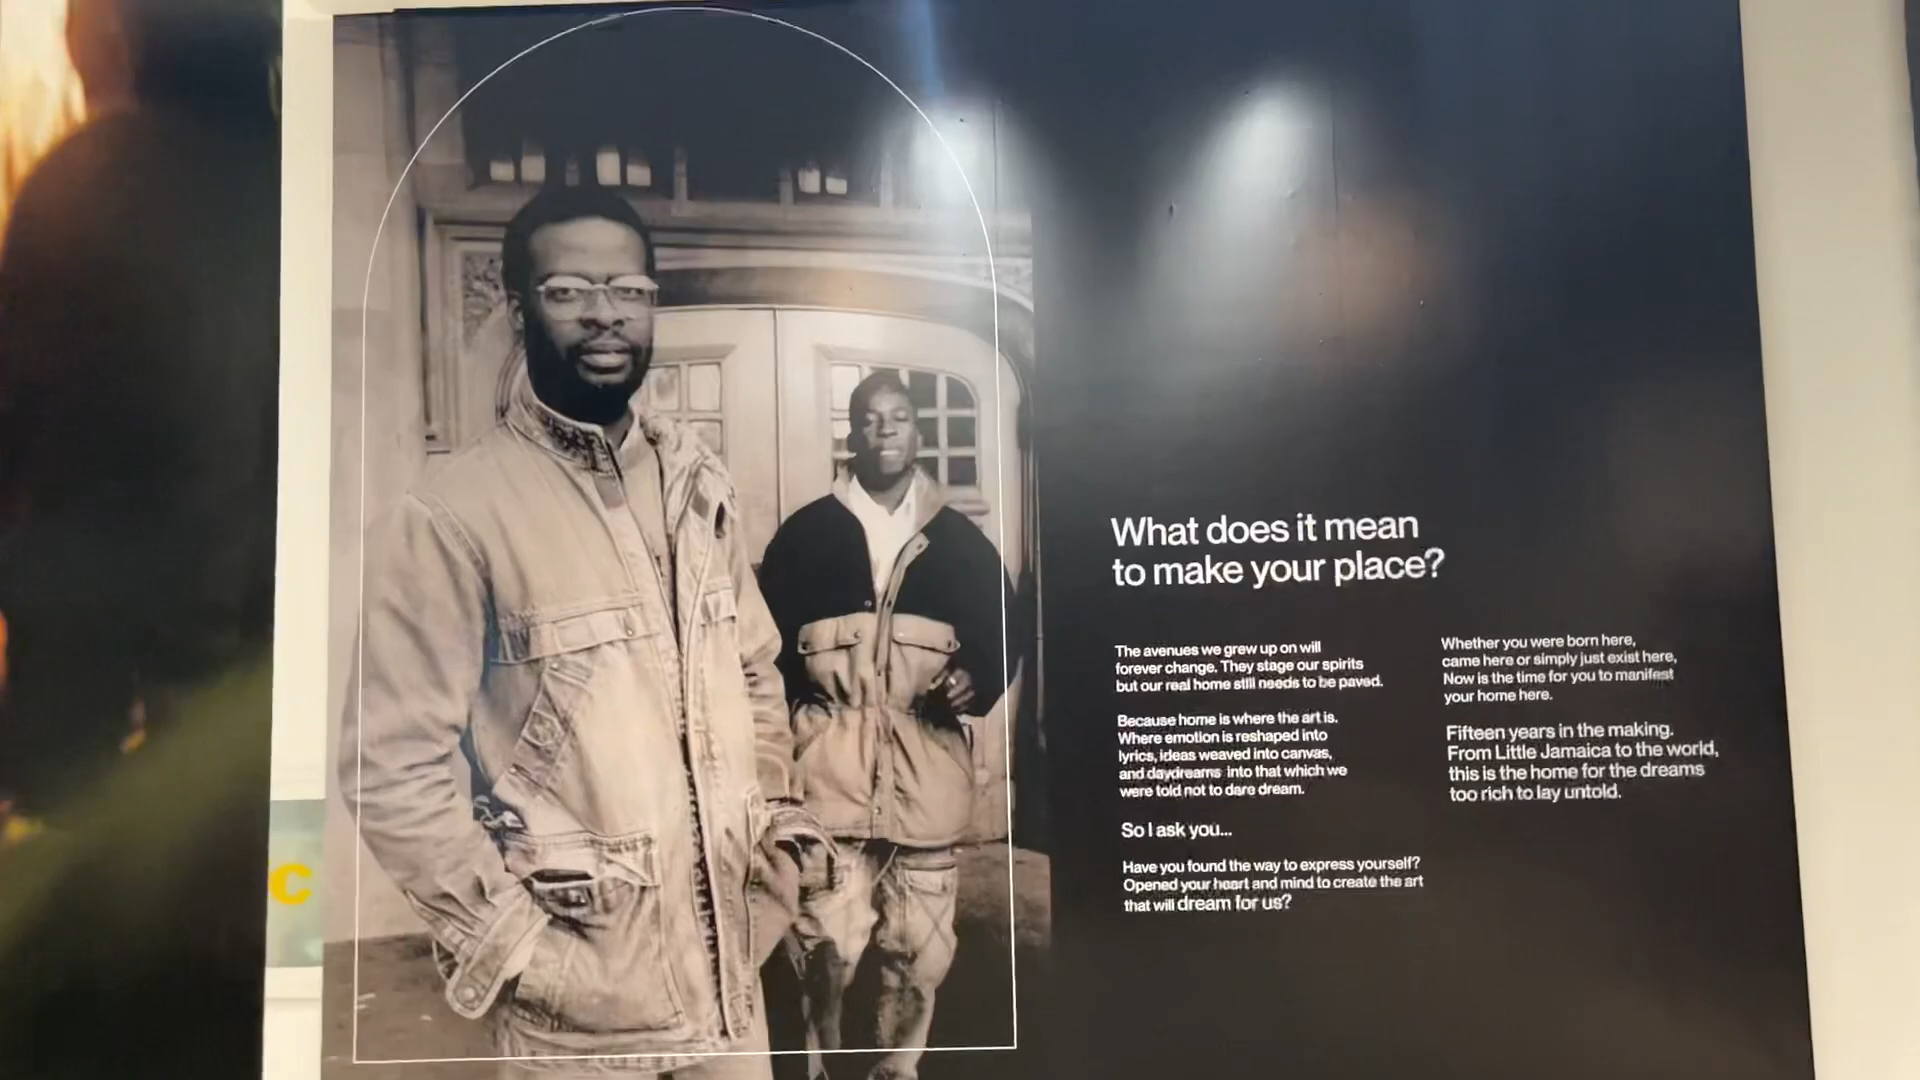 What does it mean
to make your place?
The avenues we grew up on will
forever change. They stage our spirits
but our real home still needs to be paved.
Because home is where the art is.
Where emotion is reshaped into
lyrics, ideas weaved into canvas,
and daydreams into that which we
were told not to dare dream.
So I ask you...
Have you found the way to express yourself?
Opened your heart and mind to create the art
that will dream for us?
Whether you were born here,
came here or simply just exist here,
Now is the time for you to manifest
your home here.
Fifteen years in the making.
From Little Jamaica to the world,
this is the home for the dreams
too rich to lay untold.
C